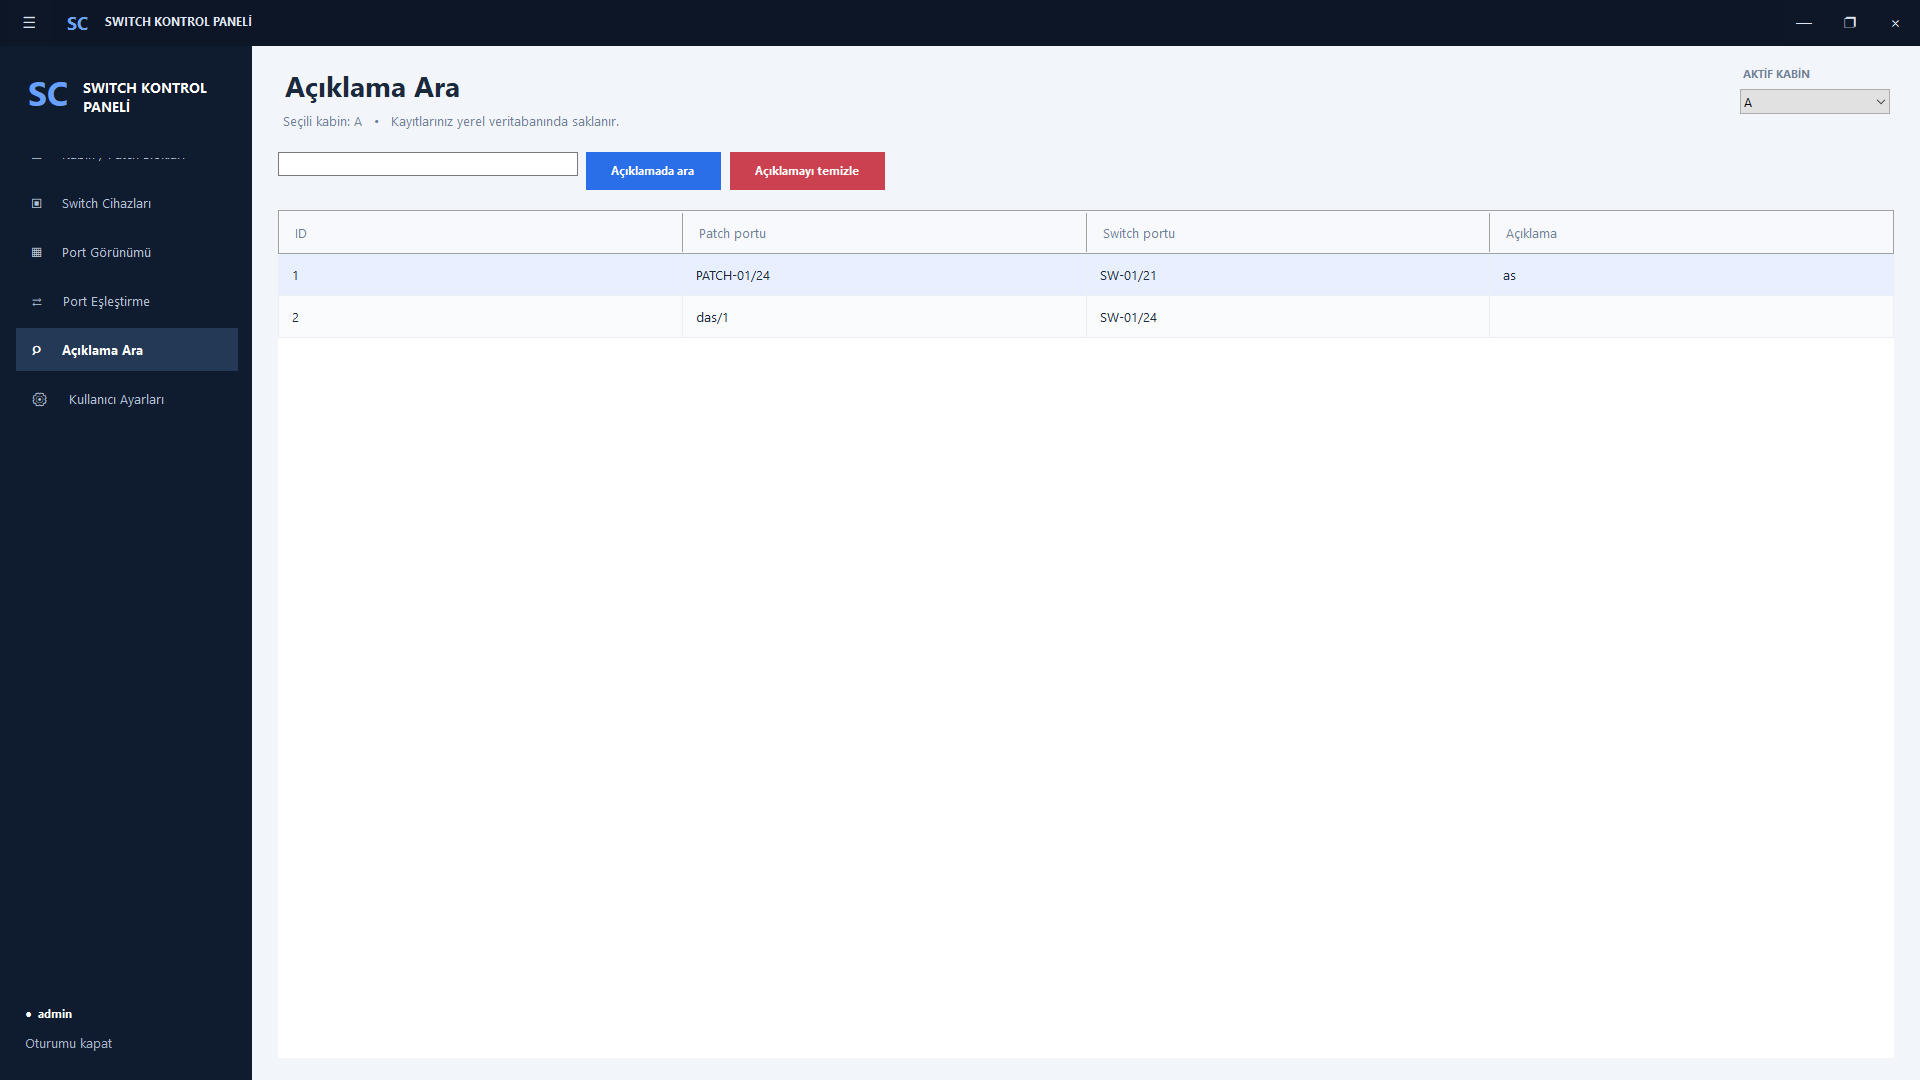 SC SWITCH KONTROL PANELİ
SC SWITCH KONTROL
PANELİ
Switch Cihazları
Port Görünümü
Port Eşleştirme
Açıklama Ara
Kullanıcı Ayarları
admin
Oturumu kapat
Açıklama Ara
Seçili kabin: A • Kayıtlarınız yerel veritabanında saklanır.
AKTİF KABİN
A
Açıklamada ara
Açıklamayı temizle
ID Patch portu Switch portu Açıklama
1 PATCH-01/24 SW-01/21 as
2 das/1 SW-01/24